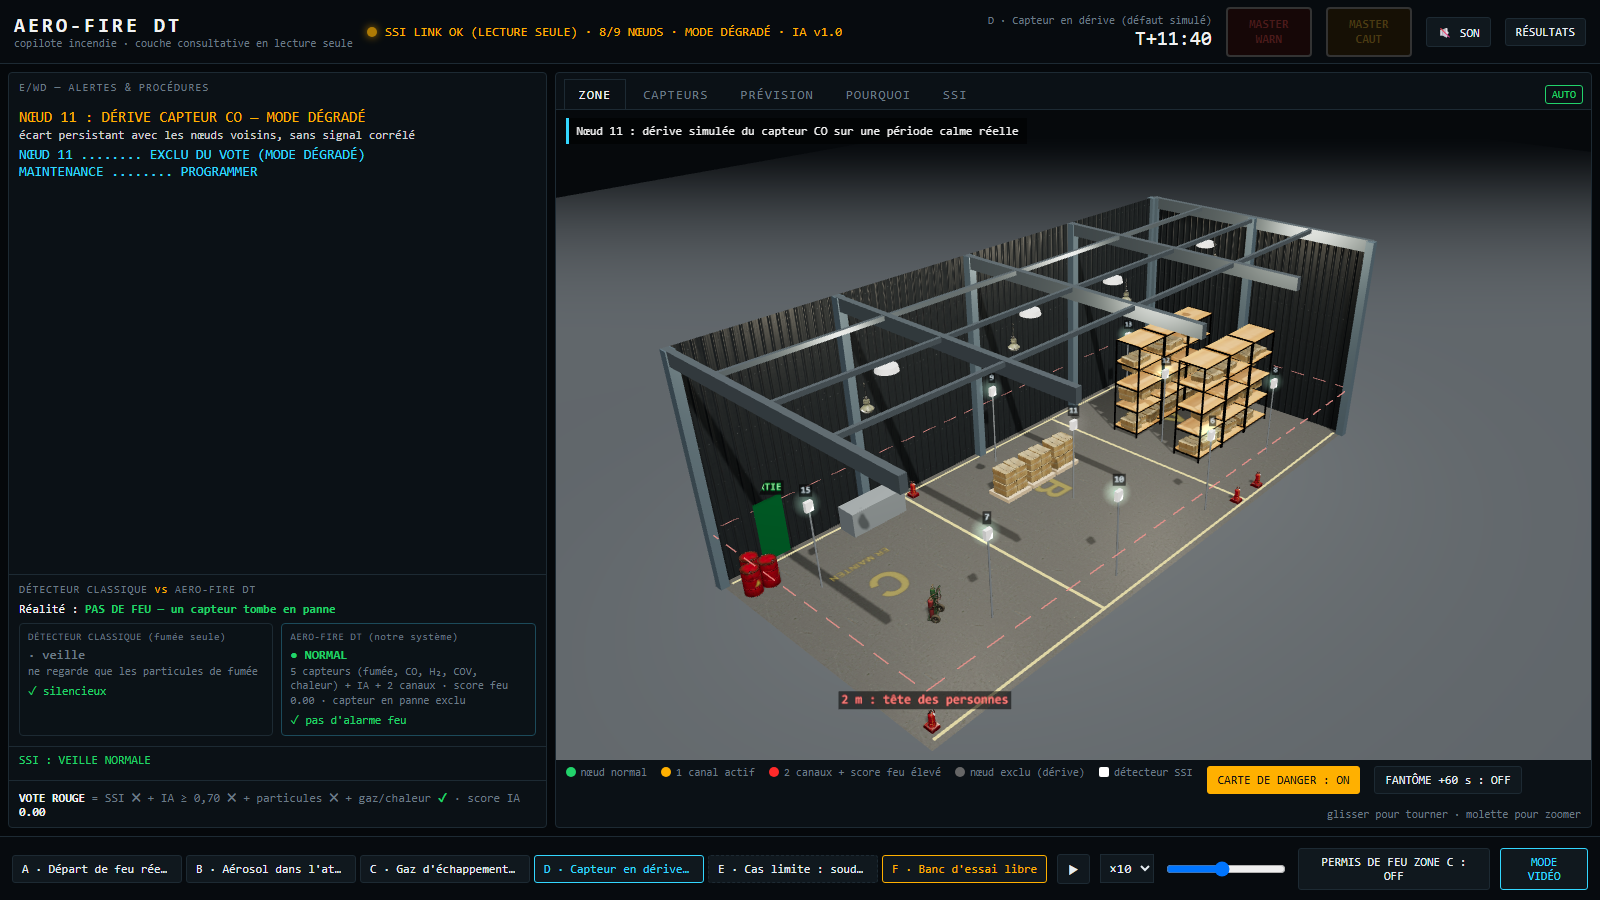 AERO-FIRE DT
copilote incendie · couche consultative en lecture seule
SSI LINK OK (LECTURE SEULE) · 8/9 NŒUDS · MODE DÉGRADÉ · IA v1.0
D · Capteur en dérive (défaut simulé)
T+11:40
MASTER
WARN
MASTER
CAUT
SON
RÉSULTATS
E/WD — ALERTES & PROCÉDURES
NŒUD 11 : DÉRIVE CAPTEUR CO — MODE DÉGRADÉ
écart persistant avec les nœuds voisins, sans signal corrélé
NŒUD 11 ........ EXCLU DU VOTE (MODE DÉGRADÉ)
MAINTENANCE ........ PROGRAMMER
DÉTECTEUR CLASSIQUE vs AERO-FIRE DT
Réalité : PAS DE FEU — un capteur tombe en panne
DÉTECTEUR CLASSIQUE (fumée seule)
· veille
ne regarde que les particules de fumée
✓ silencieux
AERO-FIRE DT (notre système)
● NORMAL
5 capteurs (fumée, CO, H₂, COV,
chaleur) + IA + 2 canaux · score feu
0.00 · capteur en panne exclu
✓ pas d'alarme feu
SSI : VEILLE NORMALE
VOTE ROUGE = SSI ✕ + IA ≥ 0,70 ✕ + particules ✕ + gaz/chaleur ✓ · score IA
0.00
ZONE
CAPTEURS
PRÉVISION
POURQUOI
SSI
AUTO
Nœud 11 : dérive simulée du capteur CO sur une période calme réelle
13
9
11
10
15
7
B
C
2 m : tête des personnes
nœud normal
1 canal actif
2 canaux + score feu élevé
nœud exclu (dérive)
détecteur SSI
CARTE DE DANGER : ON
FANTÔME +60 s : OFF
glisser pour tourner · molette pour zoomer
A · Départ de feu rée…
B · Aérosol dans l'at…
C · Gaz d'échappement…
D · Capteur en dérive…
E · Cas limite : soud…
F · Banc d'essai libre
▶
×10
PERMIS DE FEU ZONE C :
OFF
MODE
VIDÉO